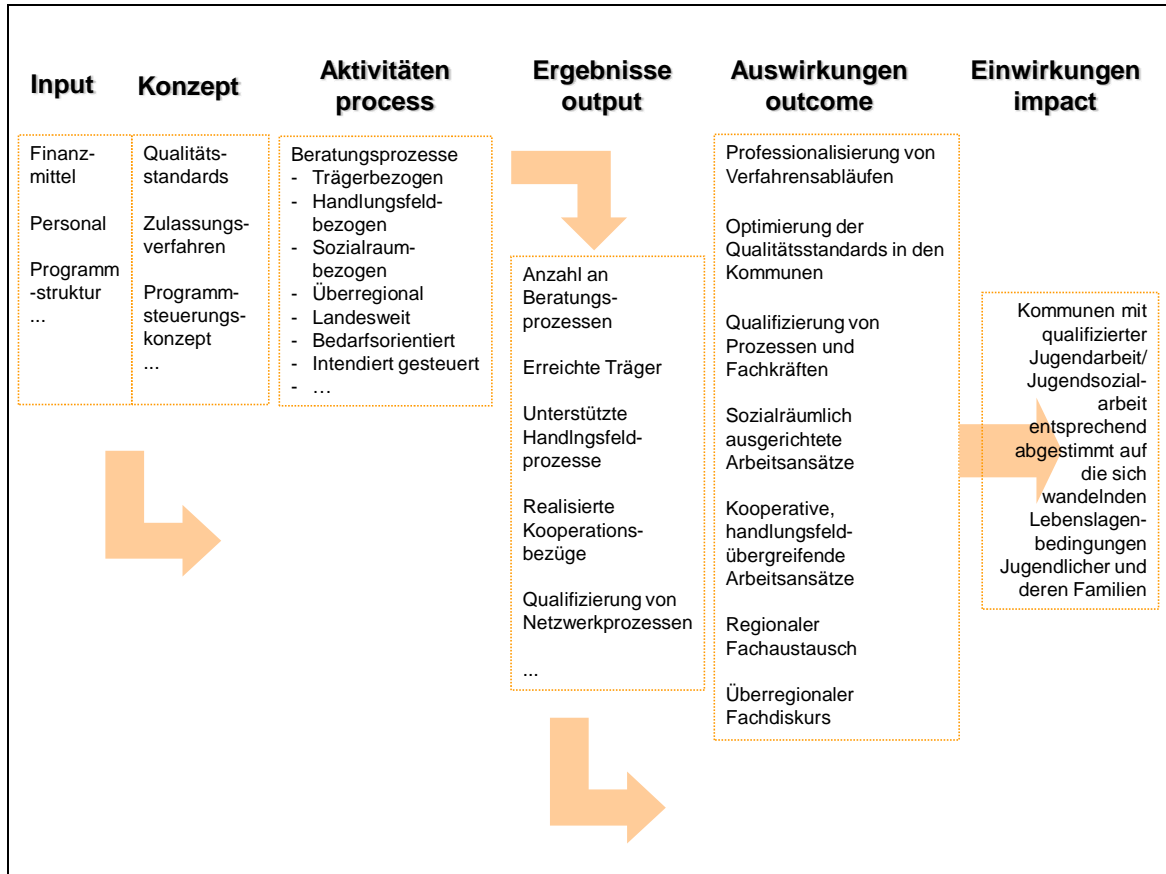 Input
Konzept
Aktivitäten
process
Ergebnisse
output
Auswirkungen
outcome
Einwirkungen
impact
Finanz-
mittel
Personal
Programm
-struktur
...
Qualitäts-
standards
Zulassungs-
verfahren
Programm-
steuerungs-
konzept
...
Beratungsprozesse
- Trägerbezogen
- Handlungsfeld-
bezogen
- Sozialraum-
bezogen
- Überregional
- Landesweit
- Bedarfsorientiert
- Intendiert gesteuert
- …
Anzahl an
Beratungs-
prozessen
Erreichte Träger
Unterstützte
Handlngsfeld-
prozesse
Realisierte
Kooperations-
bezüge
Qualifizierung von
Netzwerkprozessen
...
Professionalisierung von
Verfahrensabläufen
Optimierung der
Qualitätsstandards in den
Kommunen
Qualifizierung von
Prozessen und
Fachkräften
Sozialräumlich
ausgerichtete
Arbeitsansätze
Kooperative,
handlungsfeld-
übergreifende
Arbeitsansätze
Regionaler
Fachaustausch
Überregionaler
Fachdiskurs
Kommunen mit
qualifizierter
Jugendarbeit/
Jugendsozial-
arbeit
entsprechend
abgestimmt auf
die sich
wandelnden
Lebenslagen-
bedingungen
Jugendlicher und
deren Familien